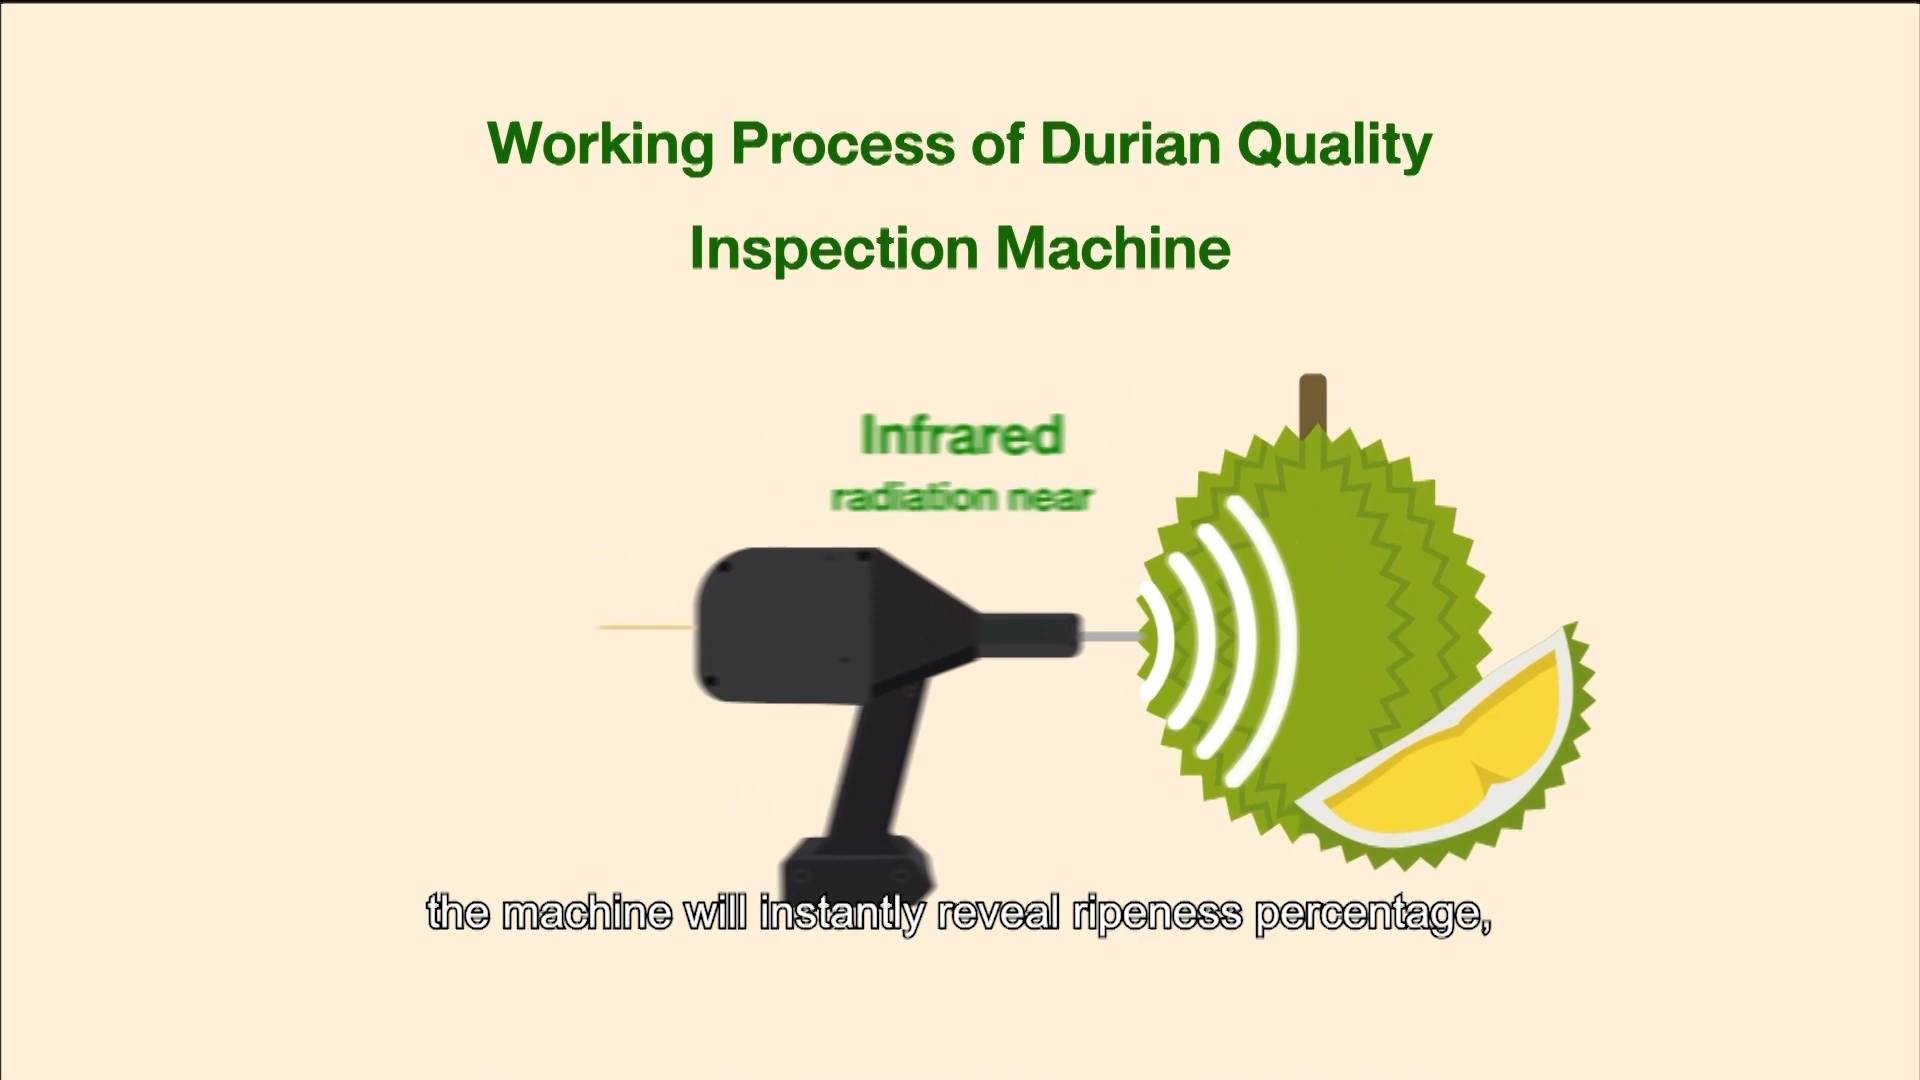 Working Process of Durian Quality
Inspection Machine
Infrared
radiation near
the machine will instantly reveal ripeness percentage,